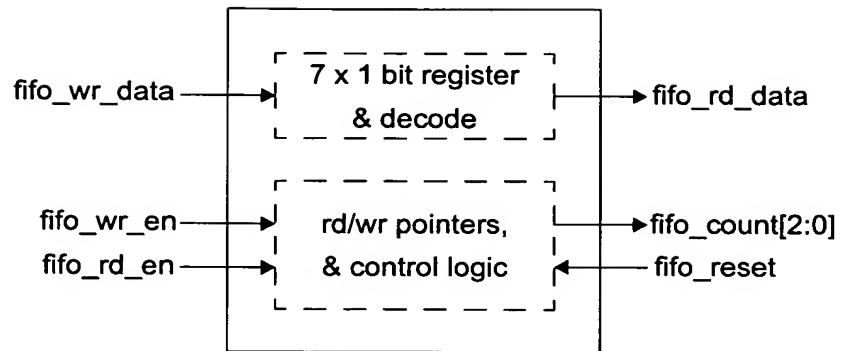 7 x 1 bit register
fifo_wr_data
fifo_rd_data
& decode
fifo_wr_en
rd/wr pointers,
fifo_count[2:0]
fifo_rd_en
& control logic
fifo_reset